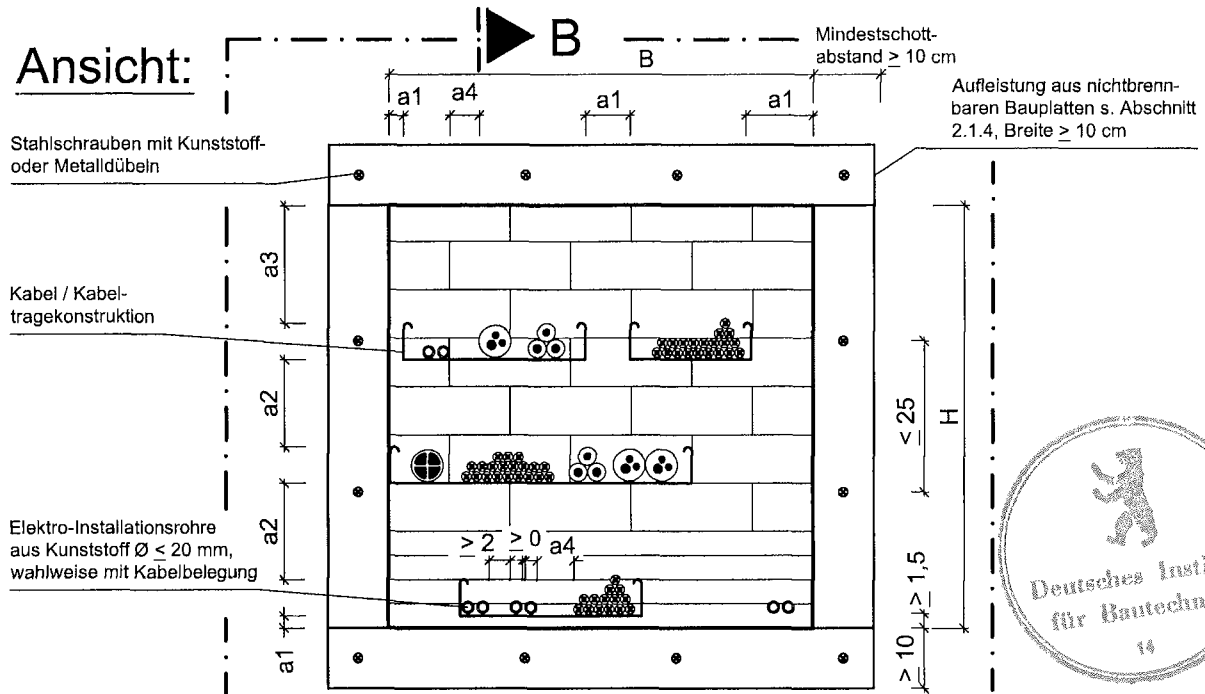 Ansicht:
B
Mindestschott-
abstand ≥ 10 cm
B
a1
a4
a1
a1
Aufleistung aus nichtbrenn-
baren Bauplatten s. Abschnitt
2.1.4, Breite ≥ 10 cm
Stahlschrauben mit Kunststoff-
oder Metalldübeln
a3
Kabel / Kabel-
tragekonstruktion
a2
≤ 25
H
a2
Elektro-Installationsrohre
aus Kunststoff Ø ≤ 20 mm,
wahlweise mit Kabelbelegung
≥ 2
≥ 0
a4
≥ 1,5
a1
≥ 10
Deutsches
für
14